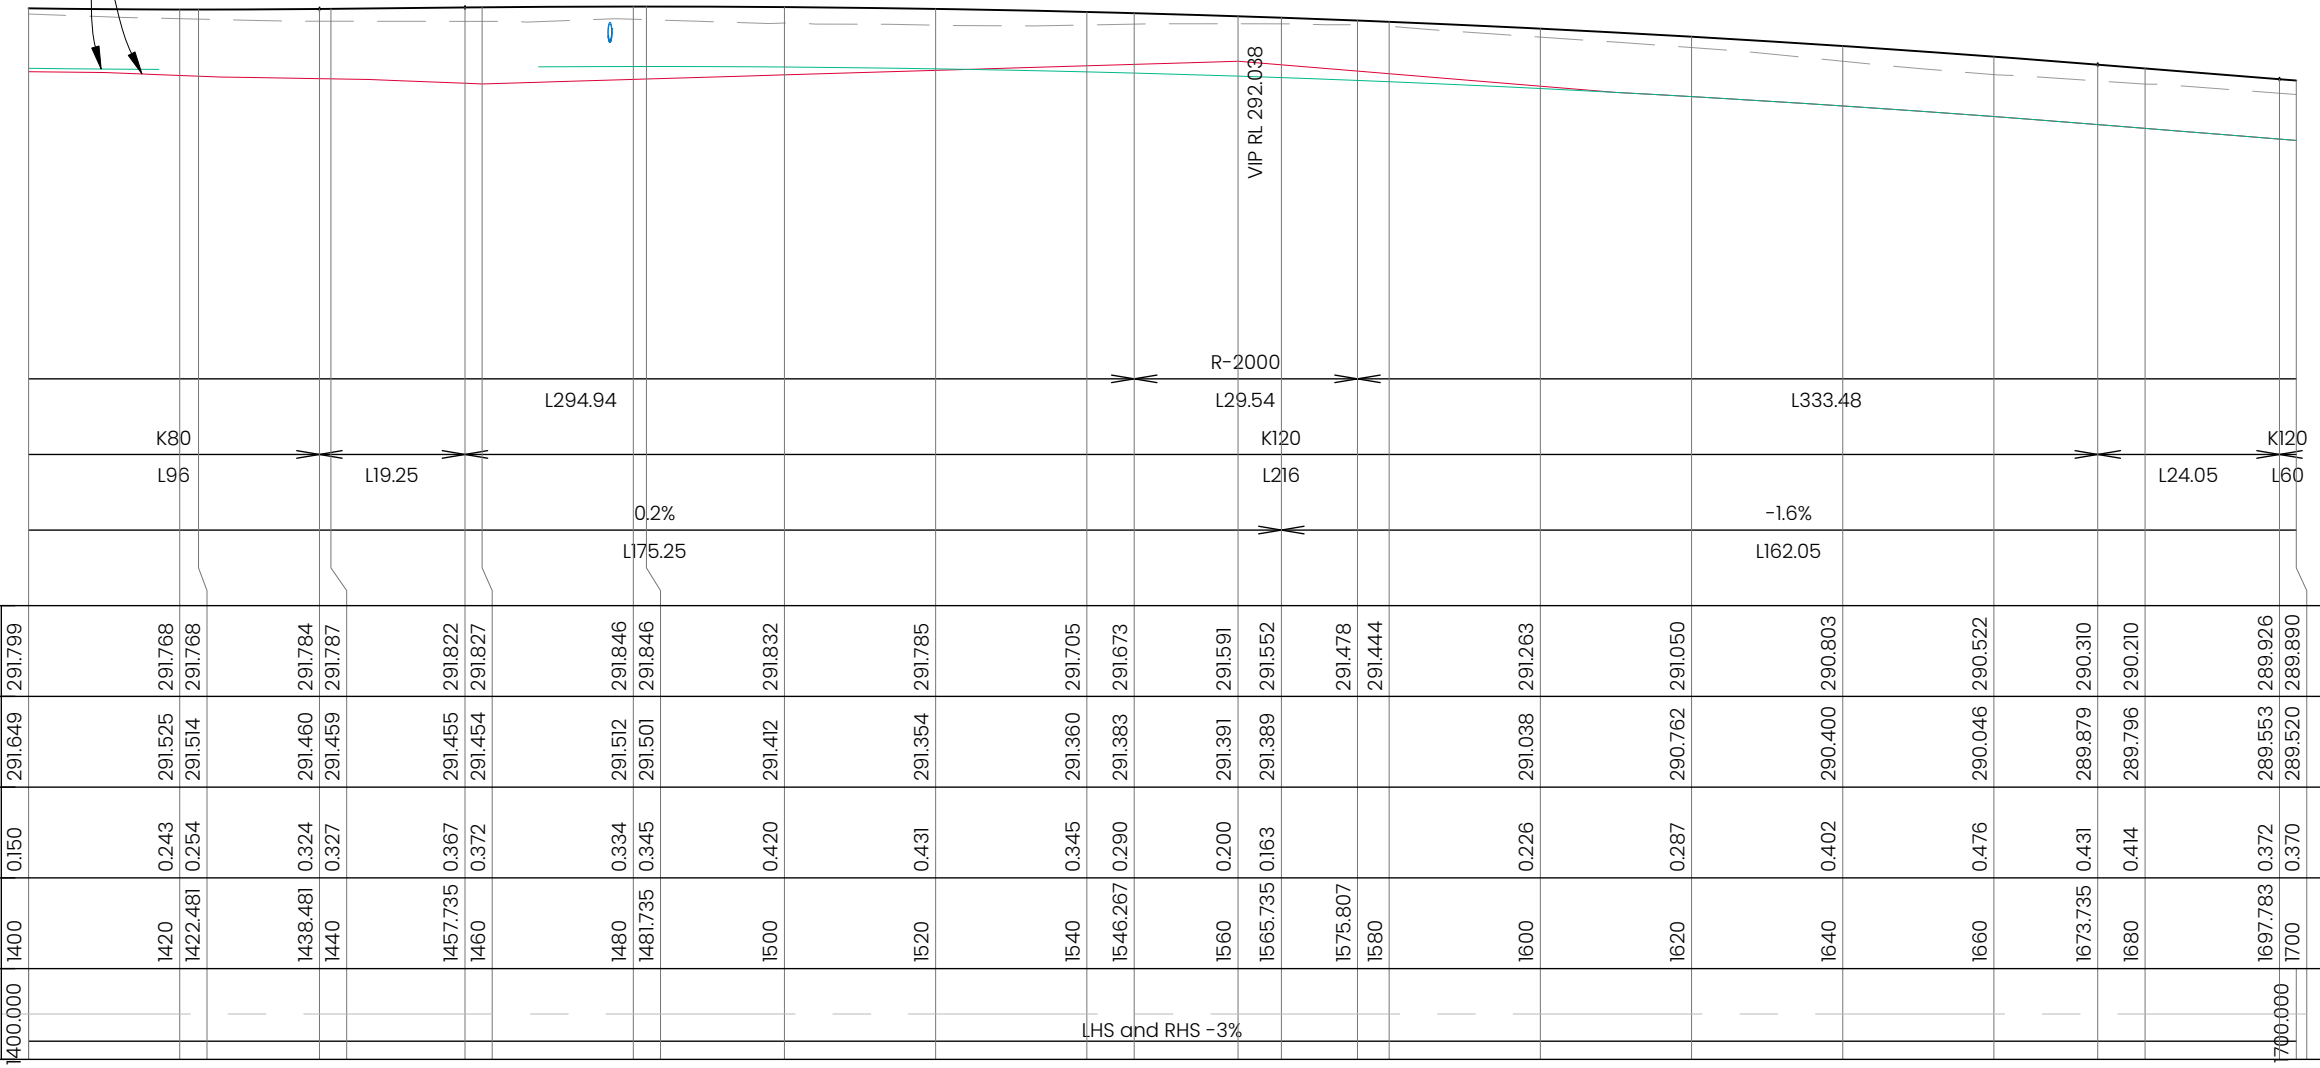 VIP RL 292.038
R-2000
L294.94 L29.54 L333.48
K80 K120 K120
L96 L19.25 L216 L24.05 L60
0.2% -1.6%
L175.25 L162.05
291.799 291.768 291.768 291.784 291.787 291.822 291.827 291.846 291.846 291.832 291.785 291.705 291.673 291.591 291.552 291.478 291.444 291.263 291.050 290.803 290.522 290.310 290.210 289.926 289.890
291.649 291.525 291.514 291.460 291.459 291.455 291.454 291.512 291.501 291.412 291.354 291.360 291.383 291.391 291.389 291.038 290.762 290.400 290.046 289.879 289.796 289.553 289.520
0.150 0.243 0.254 0.324 0.327 0.367 0.372 0.334 0.345 0.420 0.431 0.345 0.290 0.200 0.163 0.226 0.287 0.402 0.476 0.431 0.414 0.372 0.370
1400 1420 1422.481 1438.481 1440 1457.735 1460 1480 1481.735 1500 1520 1540 1546.267 1560 1565.735 1575.807 1580 1600 1620 1640 1660 1673.735 1680 1697.783 1700
1400.000 1700.000
LHS and RHS -3%